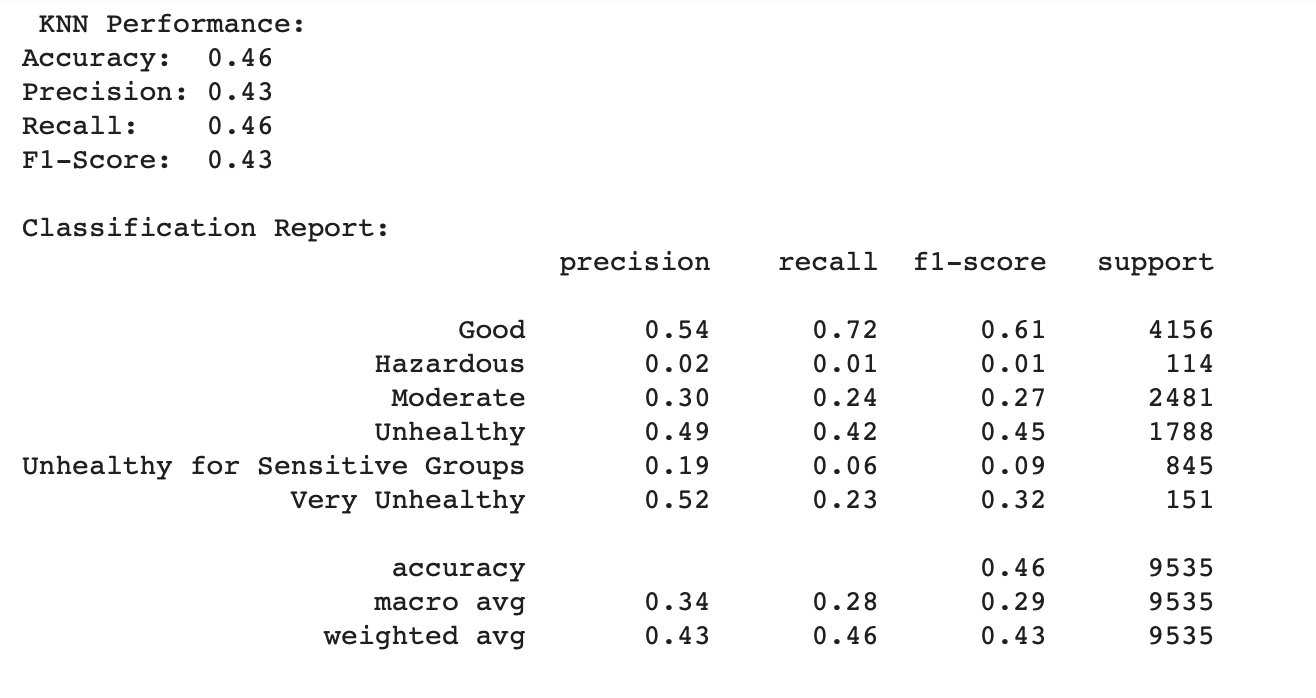 KNN Performance:
Accuracy: 0.46
Precision: 0.43
Recall: 0.46
F1-Score: 0.43
Classification Report:
precision recall f1-score support
Good 0.54 0.72 0.61 4156
Hazardous 0.02 0.01 0.01 114
Moderate 0.30 0.24 0.27 2481
Unhealthy 0.49 0.42 0.45 1788
Unhealthy for Sensitive Groups 0.19 0.06 0.09 845
Very Unhealthy 0.52 0.23 0.32 151
accuracy 0.46 9535
macro avg 0.34 0.28 0.29 9535
weighted avg 0.43 0.46 0.43 9535